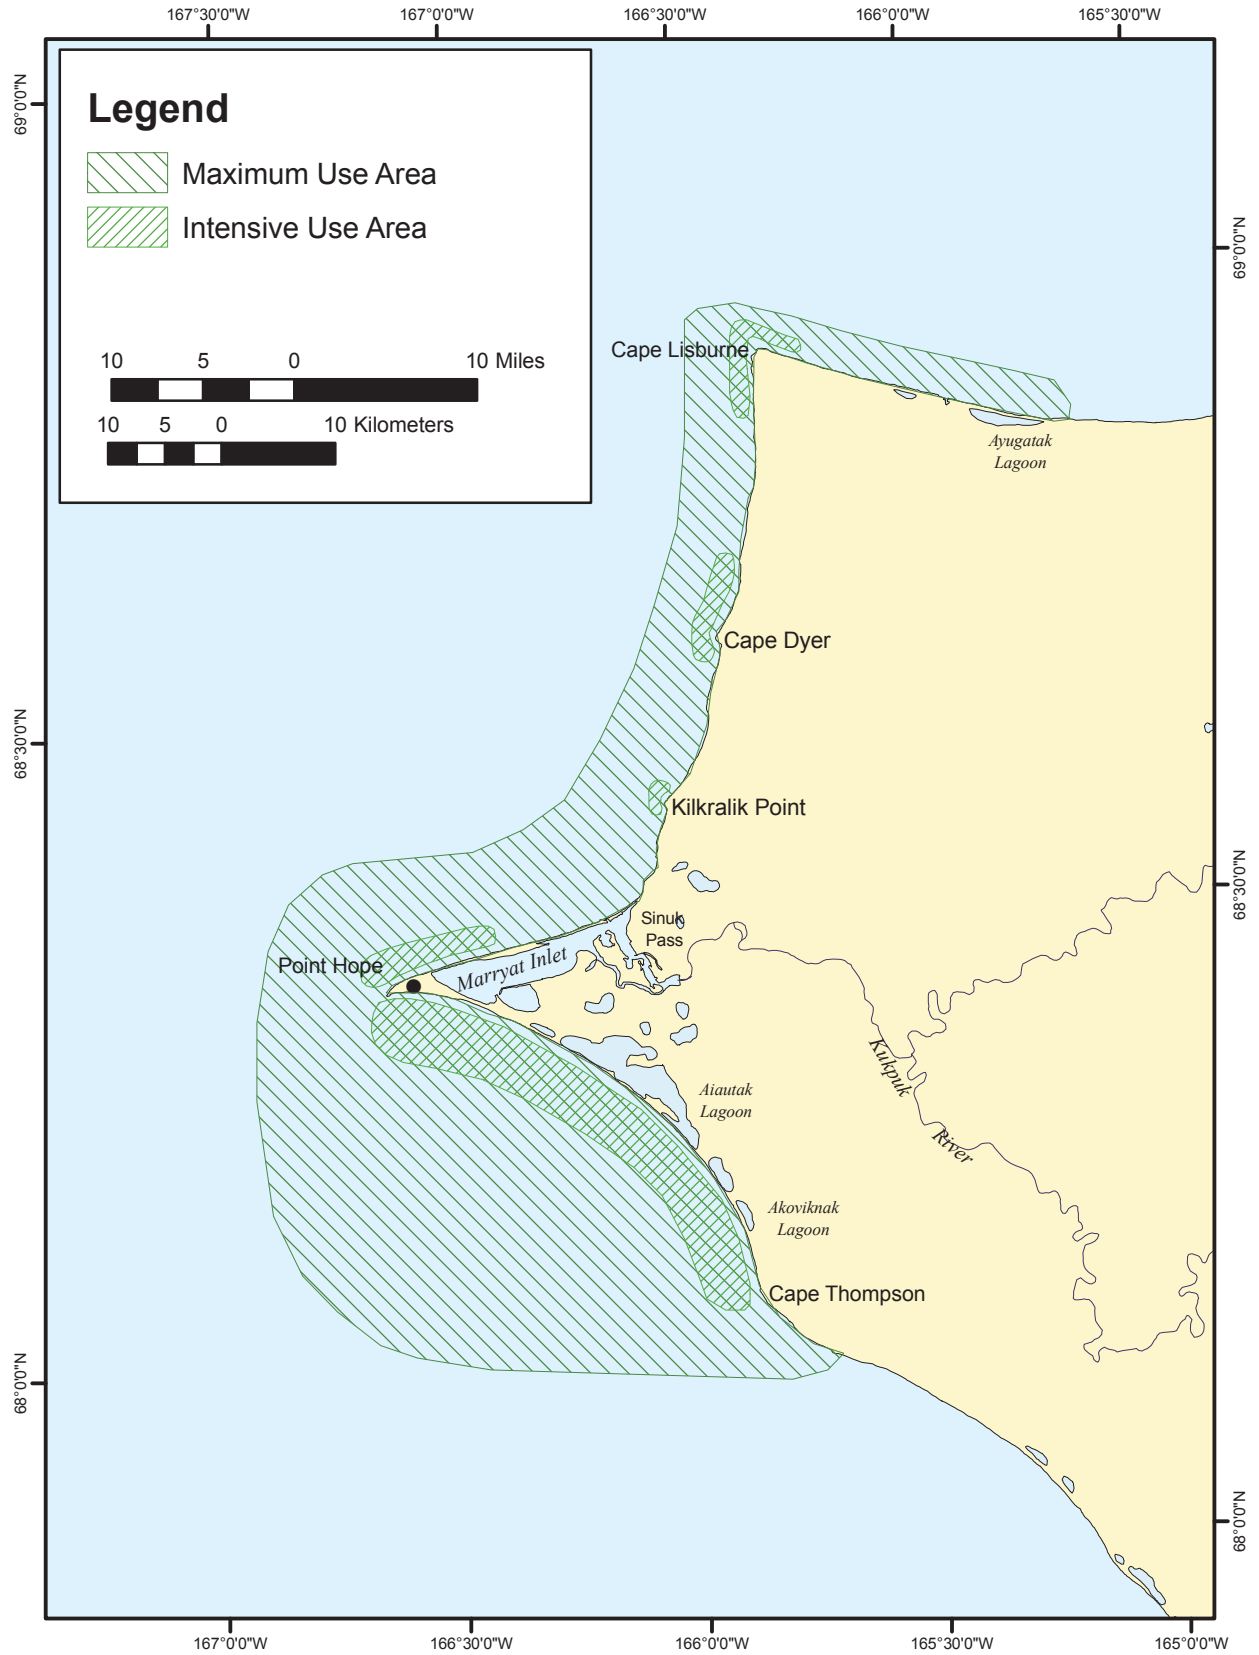 167°30'0"W
167°0'0"W
166°30'0"W
166°0'0"W
165°30'0"W
69°0'0"N
69°0'0"N
Legend
Maximum Use Area
Intensive Use Area
10 5 0 10 Miles
10 5 0 10 Kilometers
Cape Lisburne
Ayugatak
Lagoon
Cape Dyer
68°30'0"N
Kilkralik Point
68°30'0"N
Sinuk
Pass
Marryat Inlet
Point Hope
Kukpuk
River
Aiautak
Lagoon
Akoviknak
Lagoon
Cape Thompson
68°0'0"N
68°0'0"N
167°0'0"W
166°30'0"W
166°0'0"W
165°30'0"W
165°0'0"W